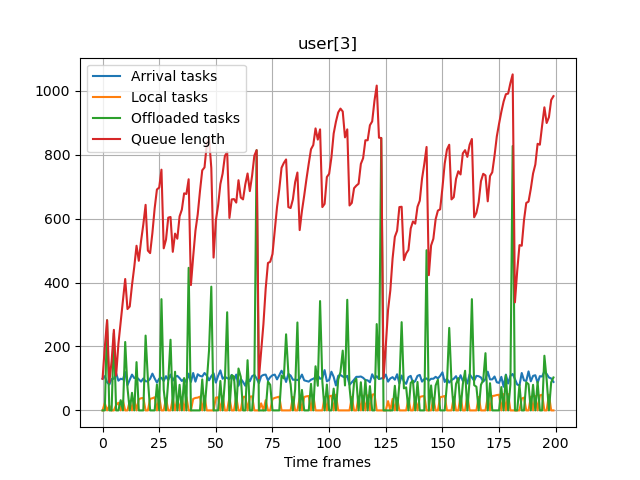 user[3]
Arrival tasks
Local tasks
Offloaded tasks
Queue length
1000
800
600
400
200
0
0 25 50 75 100 125 150 175 200
Time frames